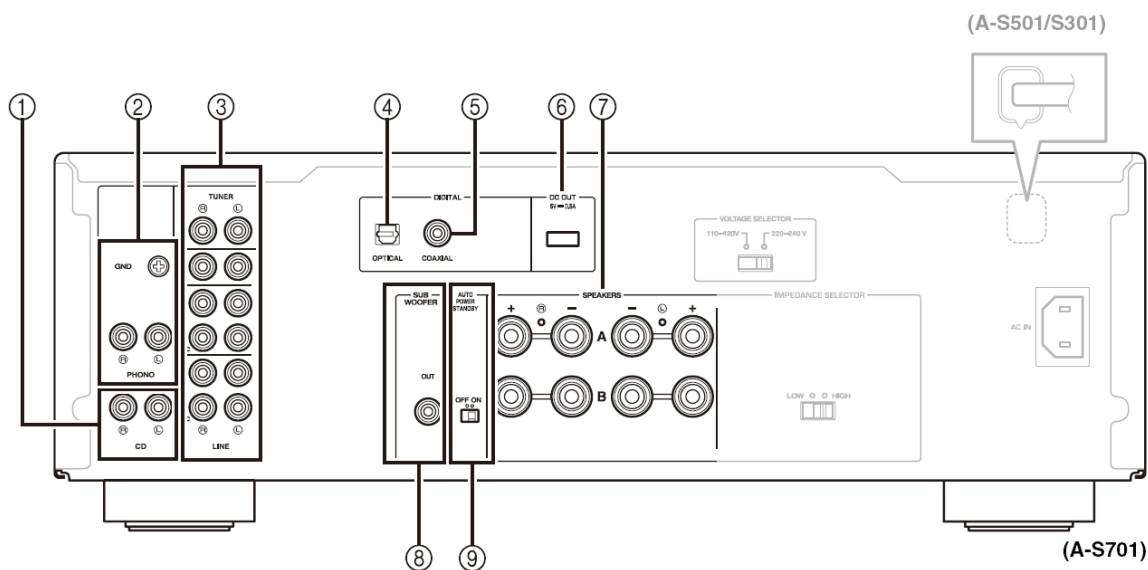 (A-S501/S301)
① ② ③ ④ ⑤ ⑥ ⑦
TUNER
R L
DIGITAL
DC OUT
5V 0.5A
OPTICAL COAXIAL
VOLTAGE SELECTOR
110–120V 220–240 V
GND
R L
PHONO
SUB WOOFER
OUT
AUTO
POWER
STANDBY
OFF ON
SPEAKERS
+ R − − L +
A
B
IMPEDANCE SELECTOR
LOW HIGH
AC IN
R L
CD
R L
LINE
⑧ ⑨
(A-S701)